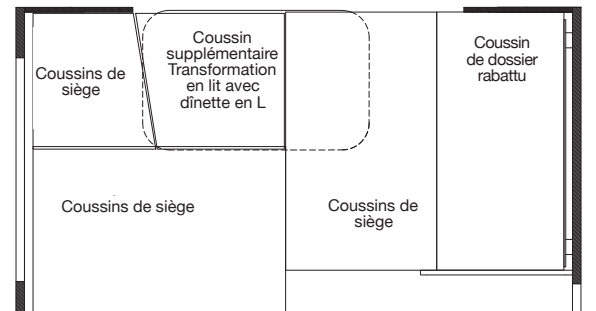 Coussins de
siège
Coussin
supplémentaire
Transformation
en lit avec
dînette en L
Coussin
de dossier
rabattu
Coussins de siège
Coussins de
siège